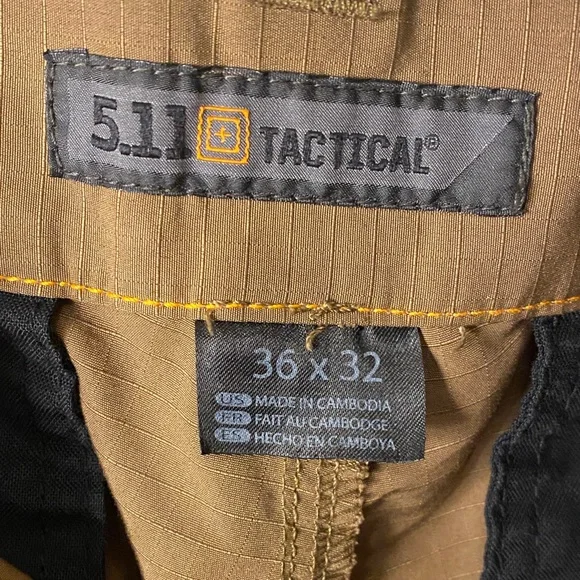 5.11 TACTICAL®
36 x 32
US MADE IN CAMBODIA
FR FAIT AU CAMBODGE
ES HECHO EN CAMBOYA